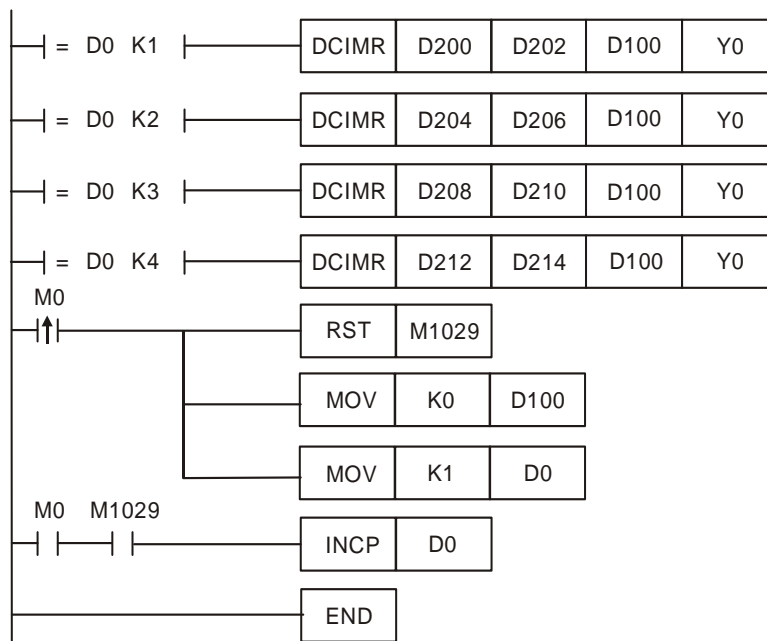 = D0 K1 DCIMR D200 D202 D100 Y0
= D0 K2 DCIMR D204 D206 D100 Y0
= D0 K3 DCIMR D208 D210 D100 Y0
= D0 K4 DCIMR D212 D214 D100 Y0
M0
RST M1029
MOV K0 D100
MOV K1 D0
M0 M1029
INCP D0
END